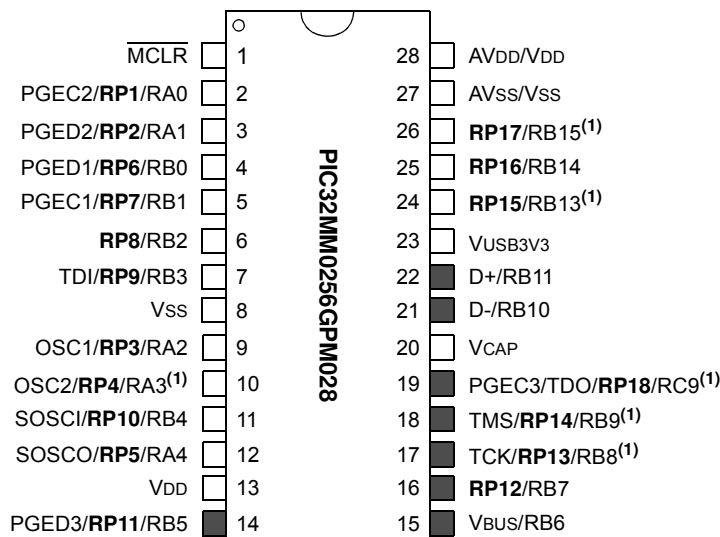 MCLR 1
PGEC2/RP1/RA0 2
PGED2/RP2/RA1 3
PGED1/RP6/RB0 4
PGEC1/RP7/RB1 5
RP8/RB2 6
TDI/RP9/RB3 7
VSS 8
OSC1/RP3/RA2 9
OSC2/RP4/RA3(1) 10
SOSCI/RP10/RB4 11
SOSCO/RP5/RA4 12
VDD 13
PGED3/RP11/RB5 14
PIC32MM0256GPM028
28 AVDD/VDD
27 AVSS/VSS
26 RP17/RB15(1)
25 RP16/RB14
24 RP15/RB13(1)
23 VUSB3V3
22 D+/RB11
21 D-/RB10
20 VCAP
19 PGEC3/TDO/RP18/RC9(1)
18 TMS/RP14/RB9(1)
17 TCK/RP13/RB8(1)
16 RP12/RB7
15 VBUS/RB6